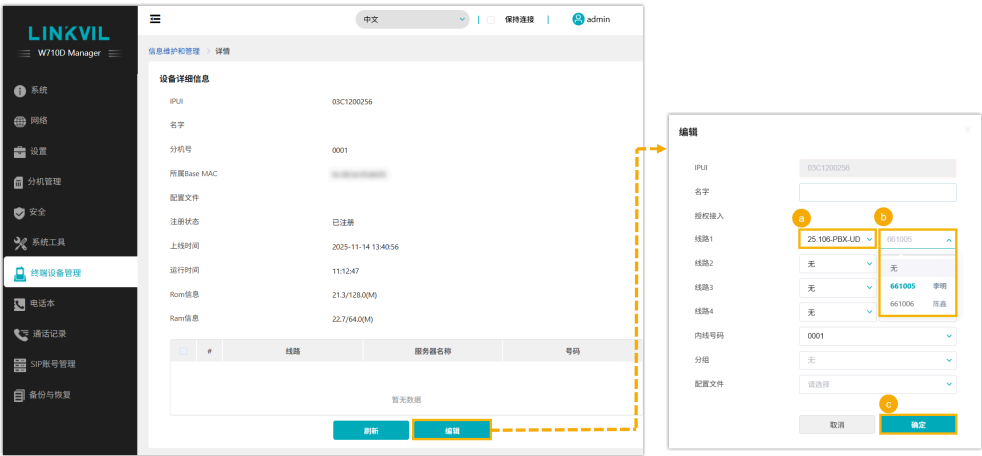 LINKVIL
W710D Manager
系统
网络
设置
分机管理
安全
系统工具
终端设备管理
电话本
通话记录
SIP账号管理
备份与恢复
中文
保持连接
admin
信息维护和管理 > 详情
设备详细信息
IPUI 03C1200256
名字
分机号 0001
所属Base MAC
配置文件
注册状态 已注册
上线时间 2025-11-14 13:40:56
运行时间 11:12:47
Rom信息 21.3/128.0(M)
Ram信息 22.7/64.0(M)
# 线路 服务器名称 号码
暂无数据
刷新 编辑
编辑
IPUI 03C1200256
名字
授权接入
a b
线路1 25.106-PBX-UD 661005
线路2 无
无
线路3 无
661005 李明
线路4 无
661006 陈鑫
内线号码 0001
分组 无
配置文件 请选择
c
取消 确定